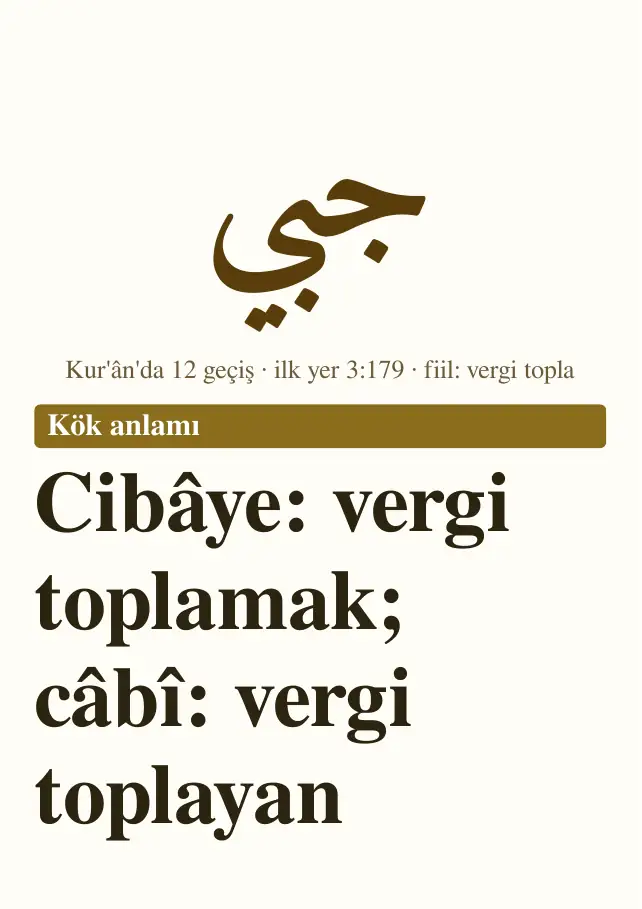 جبي
Kur'ân'da 12 geçiş · ilk yer 3:179 · fiil: vergi topla
Kök anlamı
Cibâye: vergi
toplamak;
câbî: vergi
toplayan